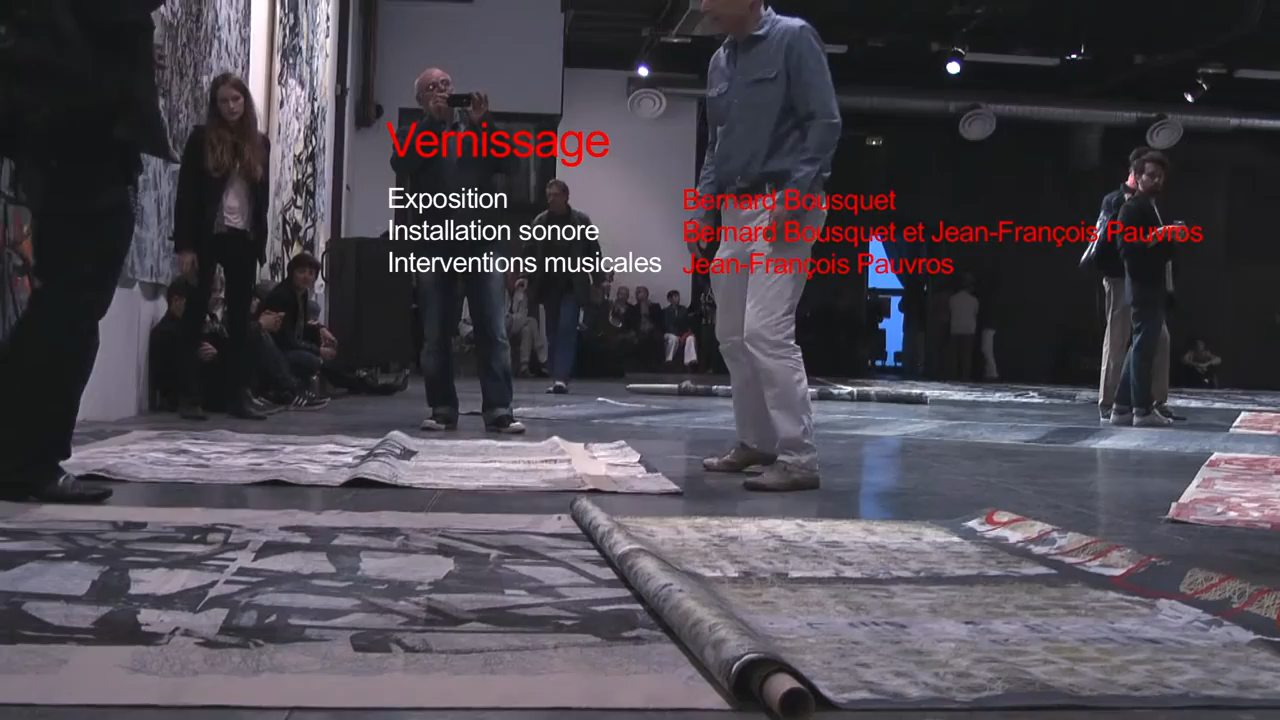 Vernissage
Exposition Bernard Bousquet
Installation sonore Bernard Bousquet et Jean-François Pauvros
Interventions musicales Jean-François Pauvros